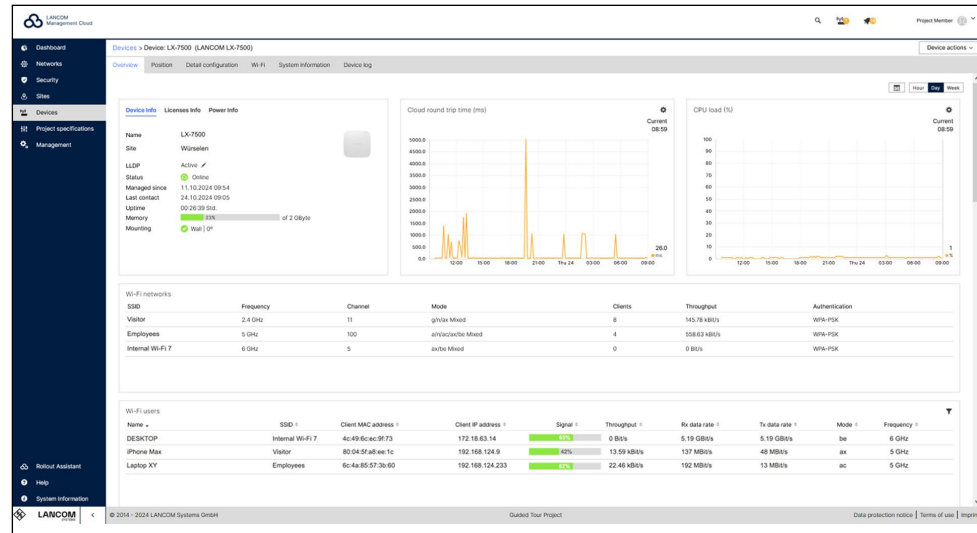 LANCOM
Management Cloud
Project Member
Dashboard
Networks
Security
Sites
Devices
Project specifications
Management
Rollout Assistant
Help
System Information
LANCOM
SYSTEMS
Devices > Device: LX-7500 (LANCOM LX-7500)
Device actions
Overview Position Detail configuration Wi-Fi System information Device log
Hour Day Week
Device Info Licenses Info Power Info
Name LX-7500
Site Würselen
LLDP Active
Status Online
Managed since 11.10.2024 09:54
Last contact 24.10.2024 09:05
Uptime 00:26:39 Std.
Memory 33% of 2 GByte
Mounting Wall | 0°
Cloud round trip time (ms)
Current
08:59
5000.0
4500.0
4000.0
3500.0
3000.0
2500.0
2000.0
1500.0
1000.0
500.0
0.0
26.0
ms
12:00 15:00 18:00 21:00 Thu 24 03:00 06:00 09:00
CPU load (%)
Current
08:59
100
90
80
70
60
50
40
30
20
10
0
1
%
12:00 15:00 18:00 21:00 Thu 24 03:00 06:00 09:00
Wi-Fi networks
SSID Frequency Channel Mode Clients Throughput Authentication
Visitor 2.4 GHz 11 g/n/ax Mixed 8 145.78 kBit/s WPA-PSK
Employees 5 GHz 100 a/n/ac/ax/be Mixed 4 558.63 kBit/s WPA-PSK
Internal Wi-Fi 7 6 GHz 5 ax/be Mixed 0 0 Bit/s WPA-PSK
Wi-Fi users
Name SSID Client MAC address Client IP address Signal Throughput Rx data rate Tx data rate Mode Frequency
DESKTOP Internal Wi-Fi 7 4c:49:6c:ec:9f:73 172.18.63.14 0 Bit/s 5.19 GBit/s 5.19 GBit/s be 6 GHz
iPhone Max Visitor 80:04:5f:a8:ee:1c 192.168.124.9 42% 13.59 kBit/s 137 MBit/s 48 MBit/s ax 5 GHz
Laptop XY Employees 6c:4a:85:57:3b:60 192.168.124.233 62% 22.46 kBit/s 192 MBit/s 13 MBit/s ac 5 GHz
© 2014 - 2024 LANCOM Systems GmbH Guided Tour Project Data protection notice | Terms of use | Imprin